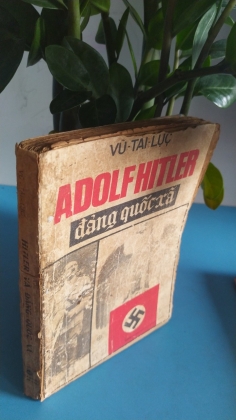 VŨ-TÀI-LỤC
ADOLF HITLER
đảng quốc-xã